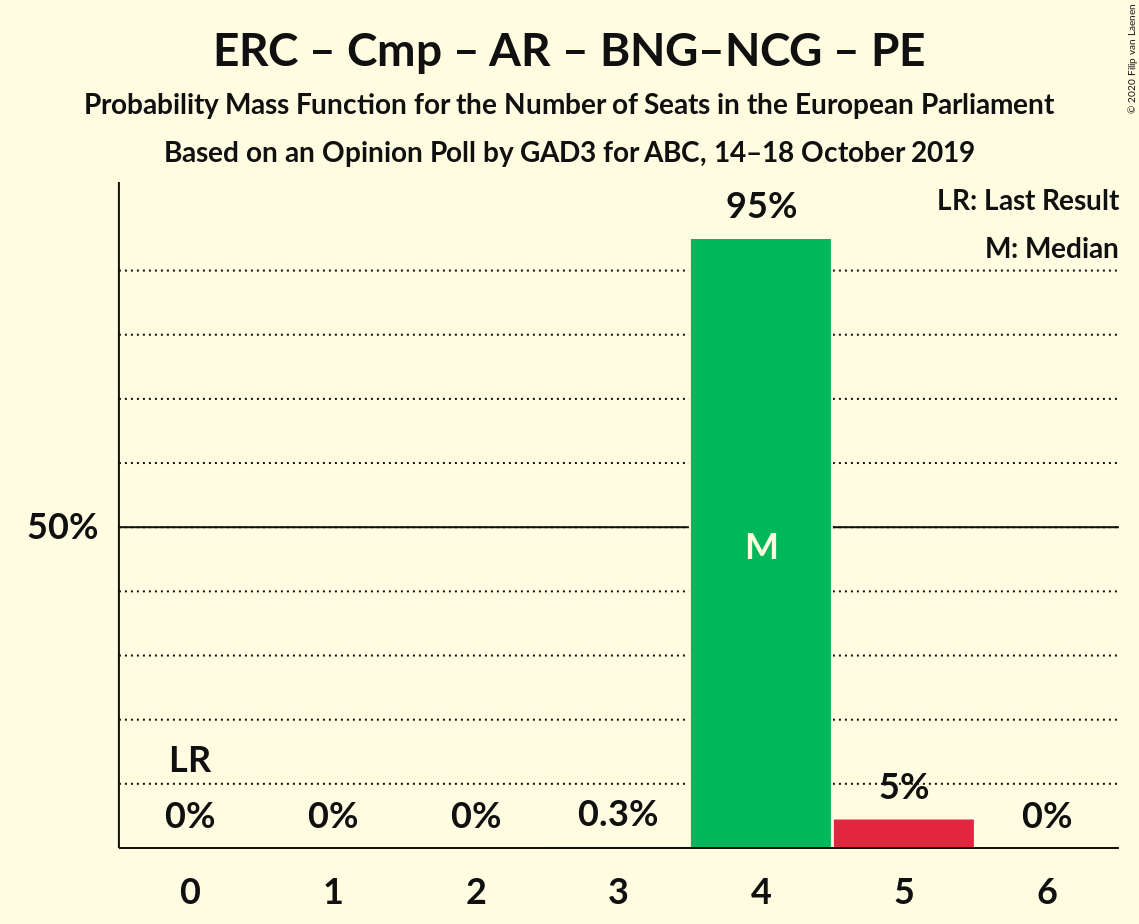 ERC – Cmp – AR – BNG–NCG – PE
Probability Mass Function for the Number of Seats in the European Parliament
Based on an Opinion Poll by GAD3 for ABC, 14–18 October 2019
© 2020 Filip van Laenen
LR: Last Result
M: Median
95%
50%
M
LR
0%
0%
0%
0.3%
5%
0%
0
1
2
3
4
5
6